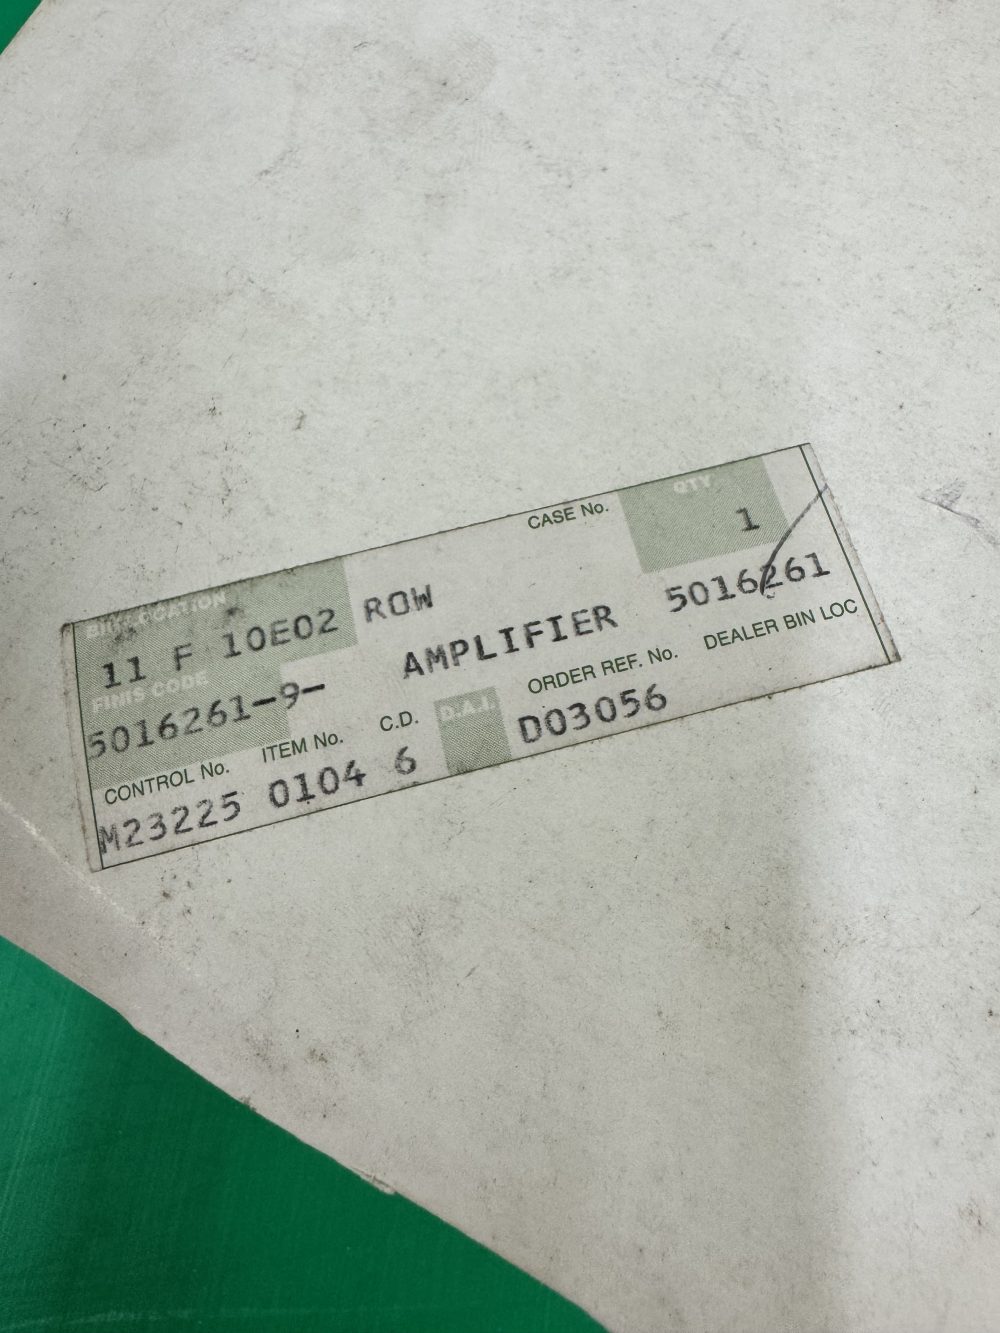 CASE No. QTY
1
BIN LOCATION
11 F 10E02 ROW
AMPLIFIER 5016261
FINIS CODE
5016261-9-
ORDER REF. No. DEALER BIN LOC
CONTROL No. ITEM No. C.D. D.A.I.
M23225 0104 6 D03056